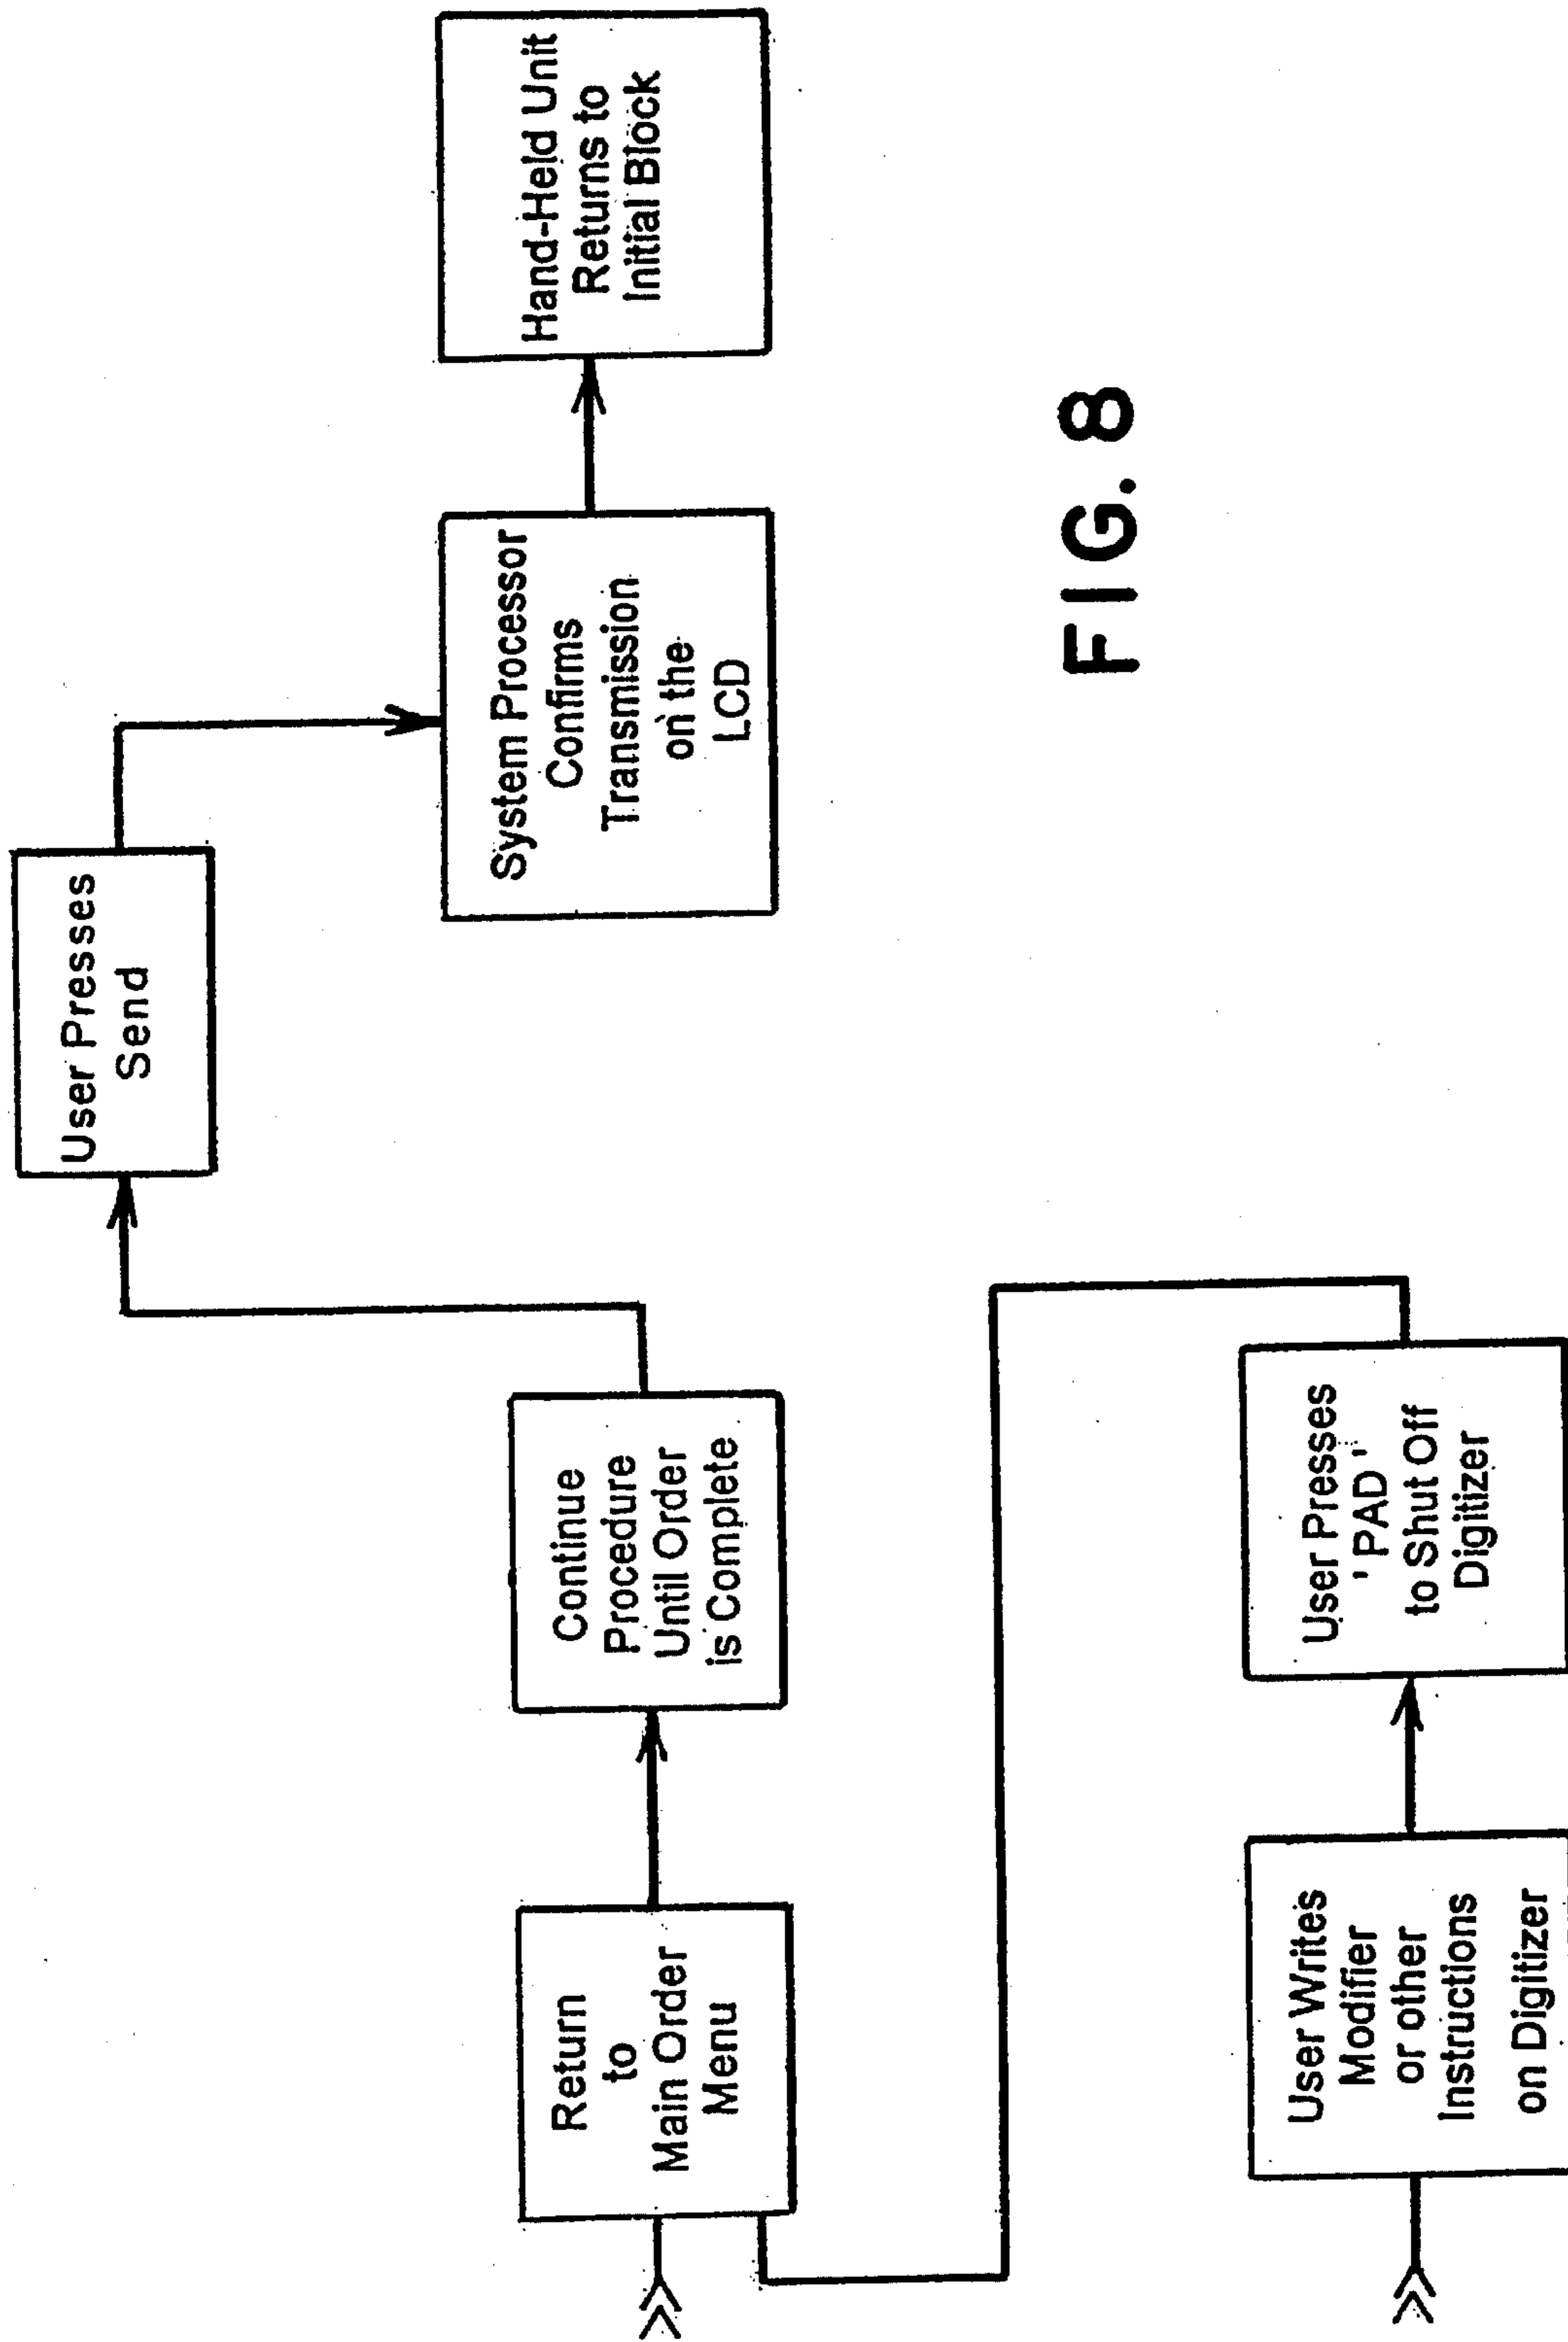 User Presses
Send
Hand-Held Unit
Returns to
Initial Block
System Processor
Confirms
Transmission
on the
LCD
Continue
Procedure
Until Order
is Complete
Return
to
Main Order
Menu
FIG. 8
User Presses
'PAD'
to Shut Off
Digitizer
User Writes
Modifier
or other
Instructions
on Digitizer